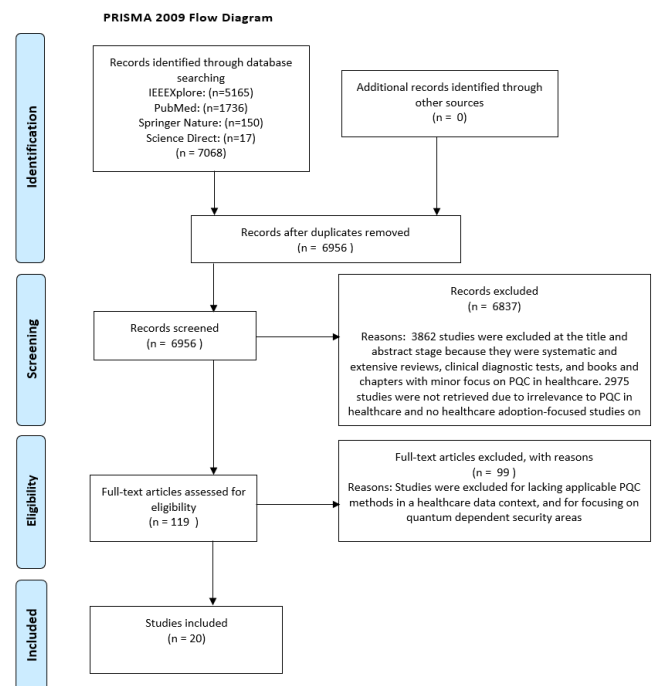 PRISMA 2009 Flow Diagram
Identification
Records identified through database
searching
IEEEXplore: (n=5165)
PubMed: (n=1736)
Springer Nature: (n=150)
Science Direct: (n=17)
(n = 7068)
Additional records identified through
other sources
(n = 0)
Records after duplicates removed
(n = 6956 )
Screening
Records screened
(n = 6956 )
Records excluded
(n = 6837)
Reasons: 3862 studies were excluded at the title and
abstract stage because they were systematic and
extensive reviews, clinical diagnostic tests, and books and
chapters with minor focus on PQC in healthcare. 2975
studies were not retrieved due to irrelevance to PQC in
healthcare and no healthcare adoption-focused studies on
Eligibility
Full-text articles assessed for
eligibility
(n = 119 )
Full-text articles excluded, with reasons
(n = 99 )
Reasons: Studies were excluded for lacking applicable PQC
methods in a healthcare data context, and for focusing on
quantum dependent security areas
Included
Studies included
(n = 20)